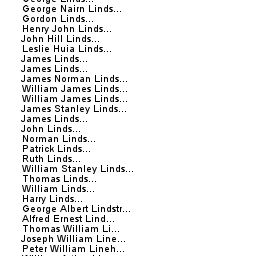 George Linds...
George Nairn Linds...
Gordon Linds...
Henry John Linds...
John Hill Linds...
Leslie Huia Linds...
James Linds...
James Linds...
James Norman Linds...
William James Linds...
William James Linds...
James Stanley Linds...
James Linds...
John Linds...
Norman Linds...
Patrick Linds...
Ruth Linds...
William Stanley Linds...
Thomas Linds...
William Linds...
Harry Linds...
George Albert Lindstr...
Alfred Ernest Lind...
Thomas William Li...
Joseph William Line...
Peter William Lineh...